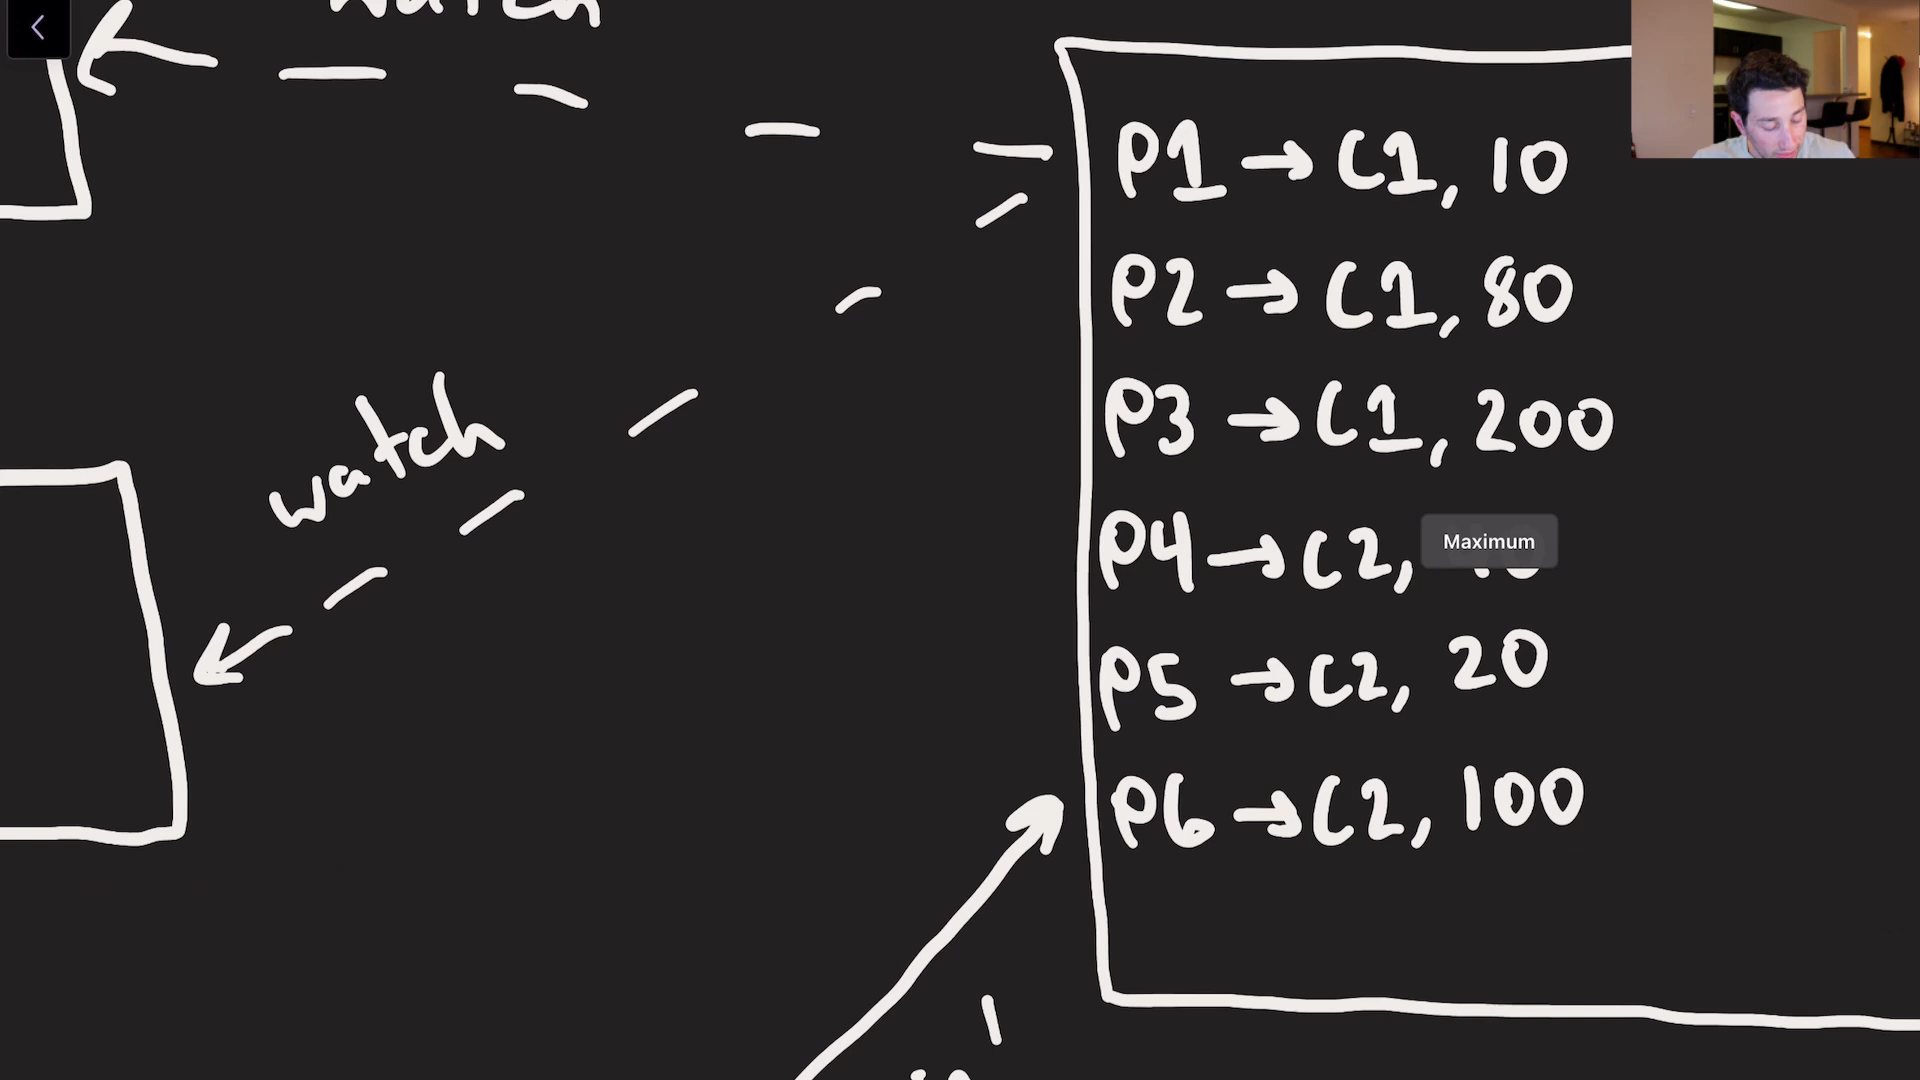 watch
P1 → C1, 10
P2 → C1, 80
P3 → C1, 200
watch
P4 → C2,
Maximum
P5 → C2, 20
P6 → C2, 100